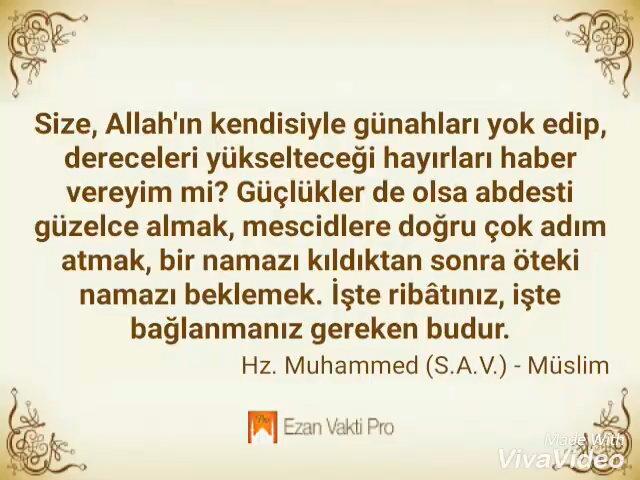 Size, Allah'ın kendisiyle günahları yok edip,
dereceleri yükselteceği hayırları haber
vereyim mi? Güçlükler de olsa abdesti
güzelce almak, mescidlere doğru çok adım
atmak, bir namazı kıldıktan sonra öteki
namazı beklemek. İşte ribâtınız, işte
bağlanmanız gereken budur.
Hz. Muhammed (S.A.V.) - Müslim
Ezan Vakti Pro
Made With
VivaVideo